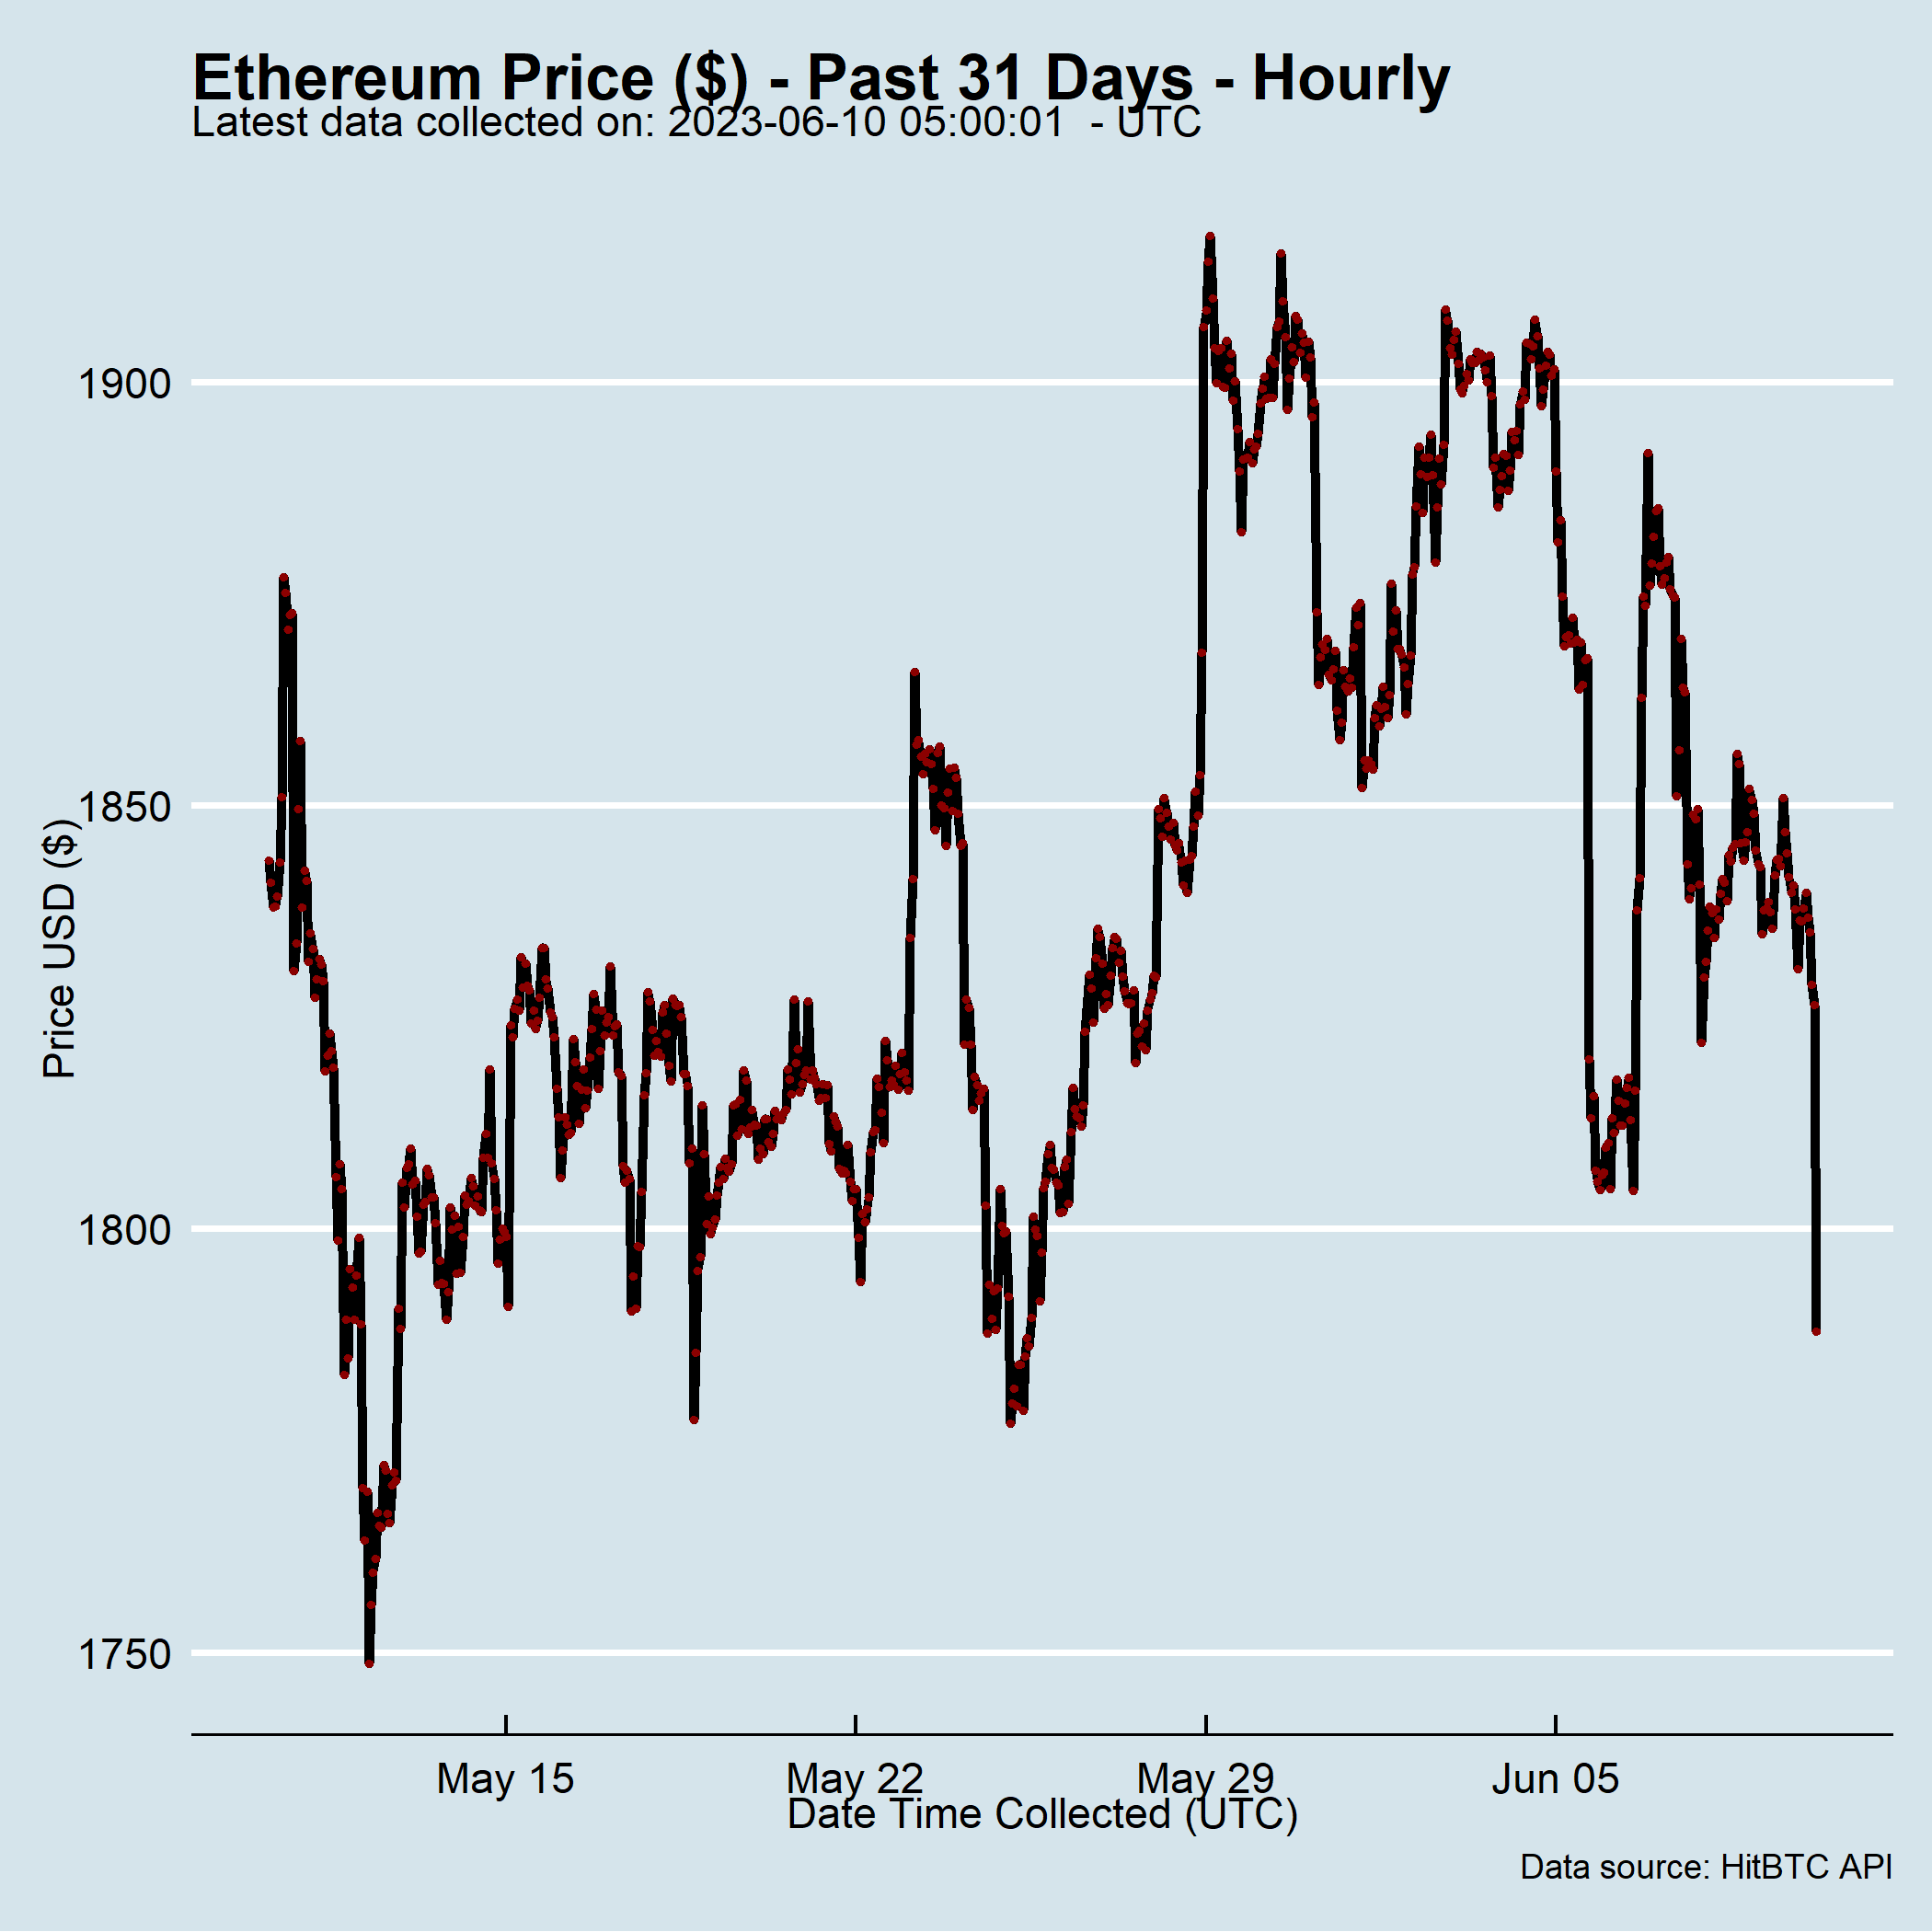 Ethereum Price ($) - Past 31 Days - Hourly
Latest data collected on: 2023-06-10 05:00:01  - UTC
Price USD ($)
1900
1850
1800
1750
May 15
May 22
May 29
Jun 05
Date Time Collected (UTC)
Data source: HitBTC API